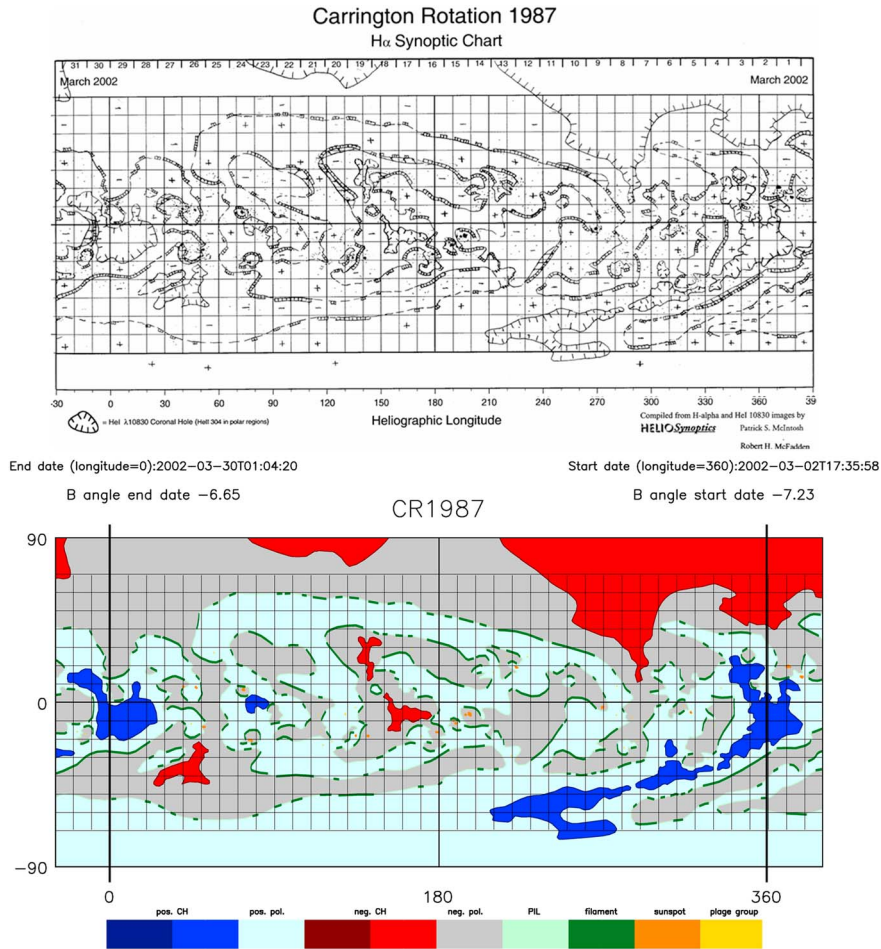 Carrington Rotation 1987
Hα Synoptic Chart
31 30 29 28 27 26 25 24 23 22 21 20 19 18 17 16 15 14 13 12 11 10 9 8 7 6 5 4 3 2 1
March 2002 March 2002
-30 0 30 60 90 120 150 180 210 240 270 300 330 360 39
= HeI λ10830 Coronal Hole (HeII 304 in polar regions)
Heliographic Longitude
Compiled from H-alpha and HeI 10830 images by
HELIOSynoptics Patrick S. McIntosh
Robert H. McFadden
End date (longitude=0):2002-03-30T01:04:20 Start date (longitude=360):2002-03-02T17:35:58
B angle end date -6.65 B angle start date -7.23
CR1987
90
0
-90
0 180 360
pos. CH pos. pol. neg. CH neg. pol. PIL filament sunspot plage group